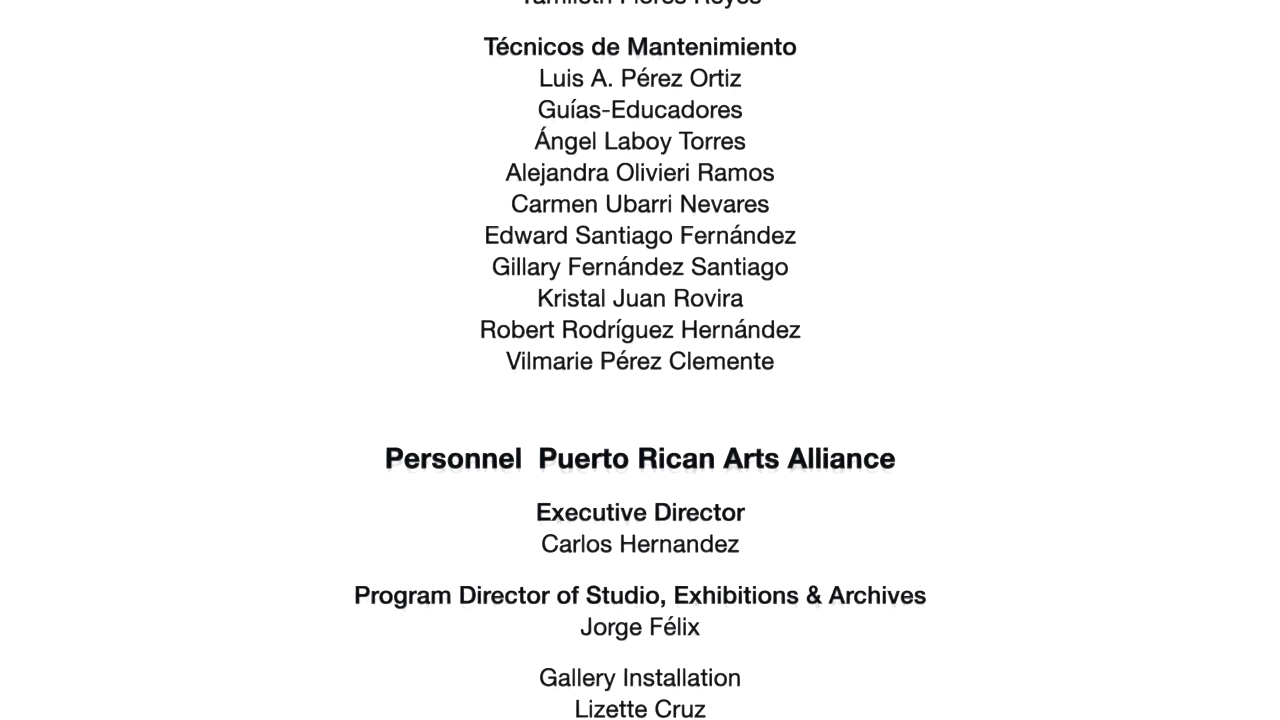 Técnicos de Mantenimiento
Luis A. Pérez Ortiz
Guías-Educadores
Ángel Laboy Torres
Alejandra Olivieri Ramos
Carmen Ubarri Nevares
Edward Santiago Fernández
Gillary Fernández Santiago
Kristal Juan Rovira
Robert Rodríguez Hernández
Vilmarie Pérez Clemente
Personnel  Puerto Rican Arts Alliance
Executive Director
Carlos Hernandez
Program Director of Studio, Exhibitions & Archives
Jorge Félix
Gallery Installation
Lizette Cruz